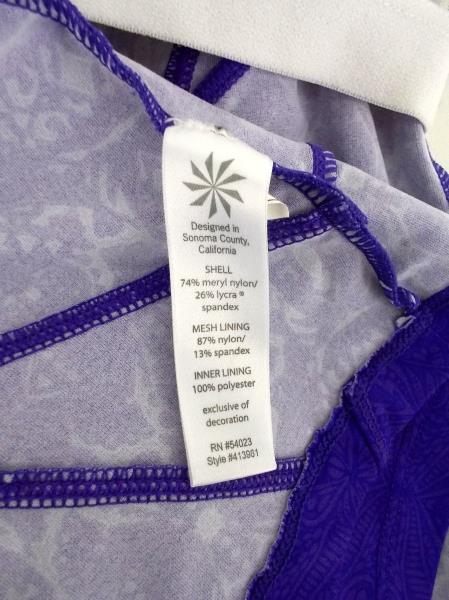 Designed in
Sonoma County,
California
SHELL
74% meryl nylon/
26% lycra ®
spandex
MESH LINING
87% nylon/
13% spandex
INNER LINING
100% polyester
exclusive of
decoration
RN #54023
Style #413981